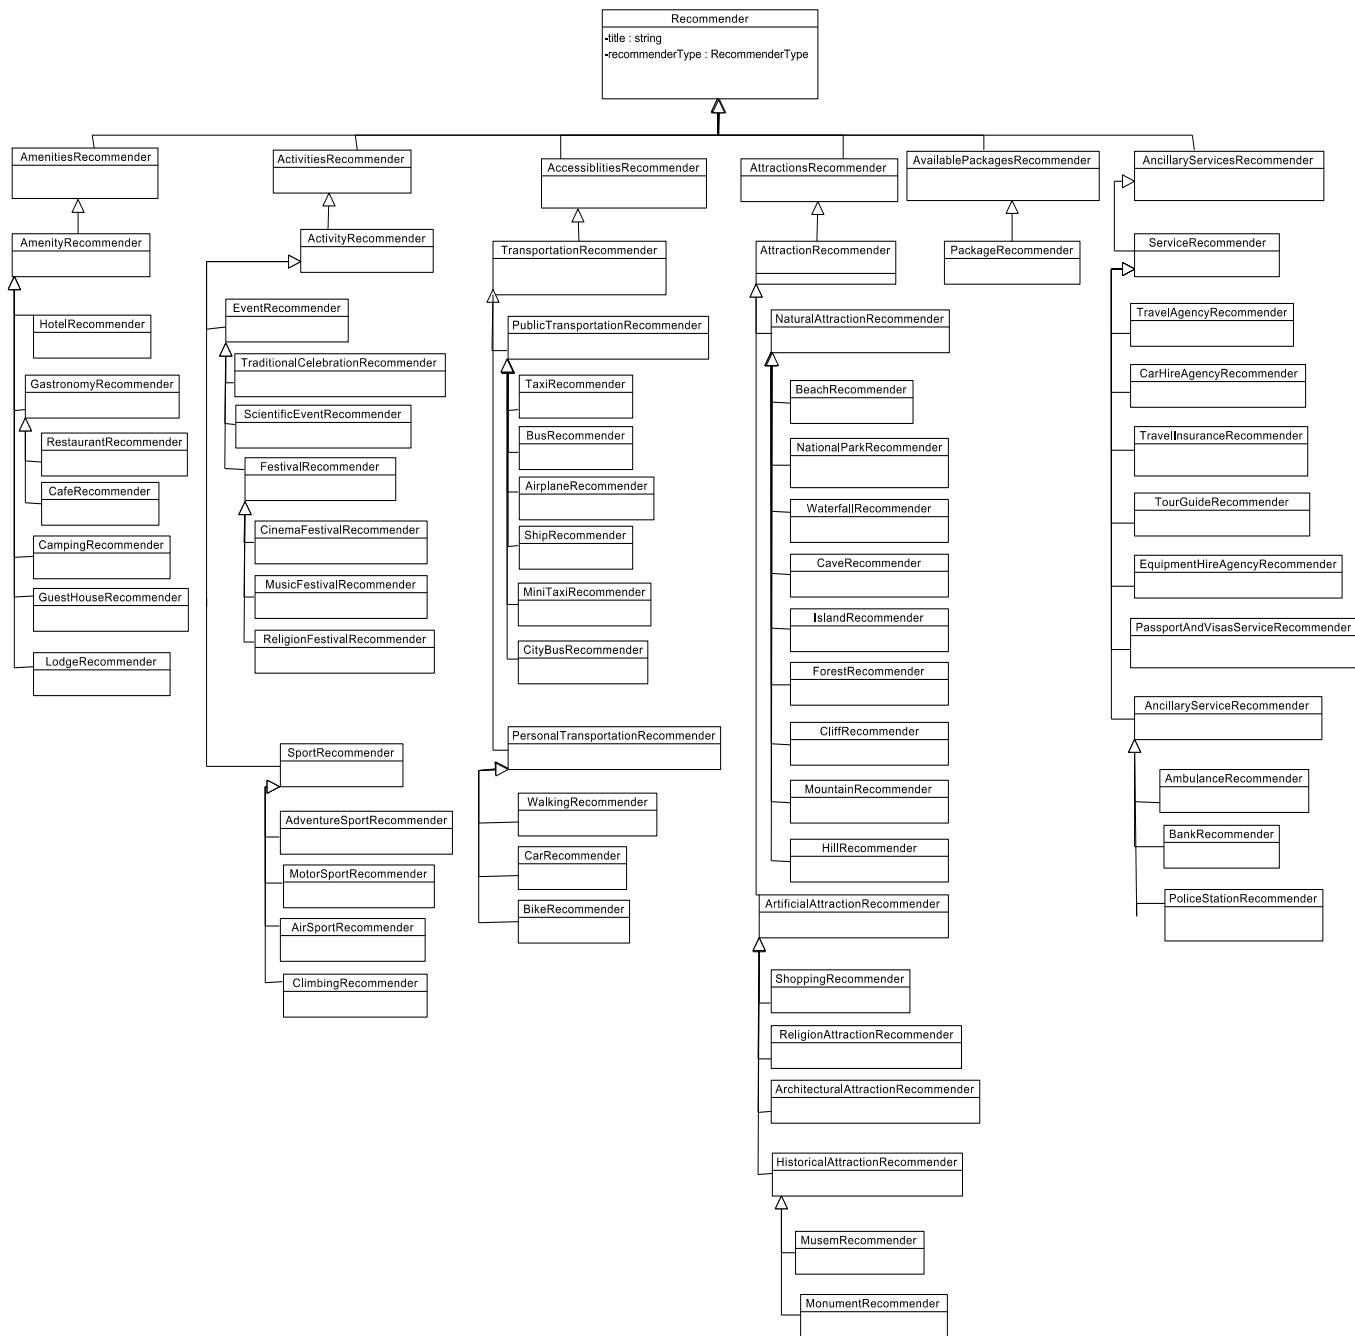 Recommender
-title : string
-recommenderType : RecommenderType
AmenitiesRecommender
AmenityRecommender
HotelRecommender
GastronomyRecommender
RestaurantRecommender
CafeRecommender
CampingRecommender
GuestHouseRecommender
LodgeRecommender
ActivitiesRecommender
ActivityRecommender
EventRecommender
TraditionalCelebrationRecommender
ScientificEventRecommender
FestivalRecommender
CinemaFestivalRecommender
MusicFestivalRecommender
ReligionFestivalRecommender
SportRecommender
AdventureSportRecommender
MotorSportRecommender
AirSportRecommender
ClimbingRecommender
AccessiblitiesRecommender
TransportationRecommender
PublicTransportationRecommender
TaxiRecommender
BusRecommender
AirplaneRecommender
ShipRecommender
MiniTaxiRecommender
CityBusRecommender
PersonalTransportationRecommender
WalkingRecommender
CarRecommender
BikeRecommender
AttractionsRecommender
AttractionRecommender
NaturalAttractionRecommender
BeachRecommender
NationalParkRecommender
WaterfallRecommender
CaveRecommender
IslandRecommender
ForestRecommender
CliffRecommender
MountainRecommender
HillRecommender
ArtificialAttractionRecommender
ShoppingRecommender
ReligionAttractionRecommender
ArchitecturalAttractionRecommender
HistoricalAttractionRecommender
MusemRecommender
MonumentRecommender
AvailablePackagesRecommender
PackageRecommender
AncillaryServicesRecommender
ServiceRecommender
TravelAgencyRecommender
CarHireAgencyRecommender
TravelInsuranceRecommender
TourGuideRecommender
EquipmentHireAgencyRecommender
PassportAndVisasServiceRecommender
AncillaryServiceRecommender
AmbulanceRecommender
BankRecommender
PoliceStationRecommender